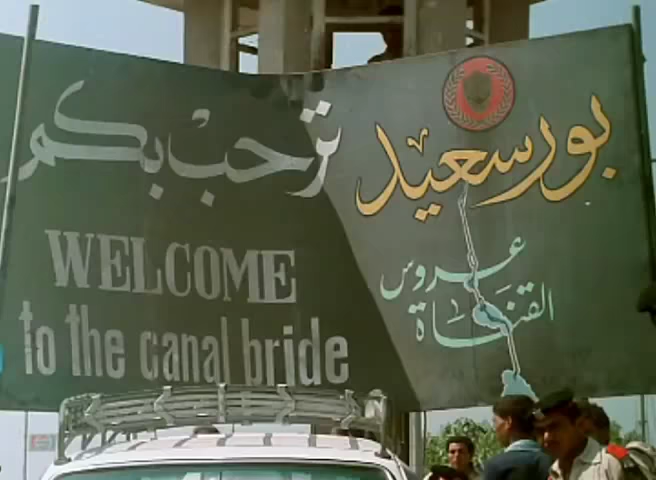 بورسعيد
ترحب بكم
عروس
القناة
WELCOME
to the canal bride